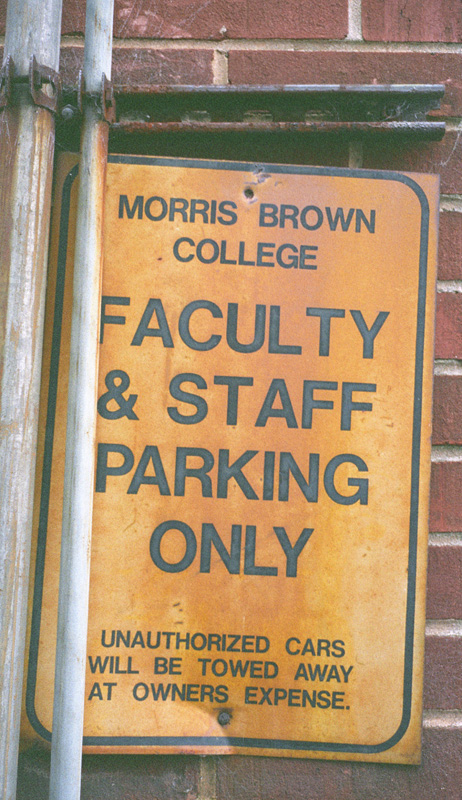 MORRIS BROWN
COLLEGE
FACULTY
& STAFF
PARKING
ONLY
UNAUTHORIZED CARS
WILL BE TOWED AWAY
AT OWNERS EXPENSE.